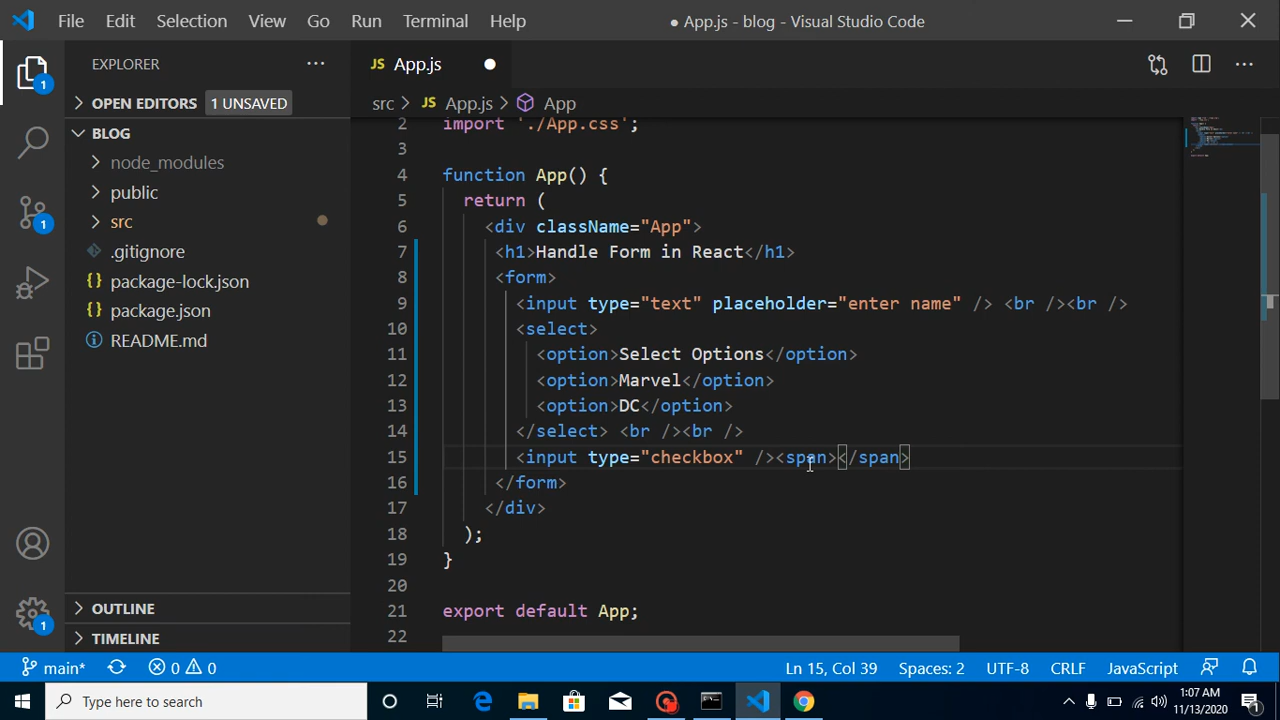 File Edit Selection View Go Run Terminal Help ● App.js - blog - Visual Studio Code
EXPLORER
OPEN EDITORS 1 UNSAVED
BLOG
node_modules
public
src
.gitignore
{} package-lock.json
{} package.json
README.md
OUTLINE
TIMELINE
1
1
1
JS App.js
src > JS App.js > App
2 import './App.css';
3
4 function App() {
5 return (
6 <div className="App">
7 <h1>Handle Form in React</h1>
8 <form>
9 <input type="text" placeholder="enter name" /> <br /><br />
10 <select>
11 <option>Select Options</option>
12 <option>Marvel</option>
13 <option>DC</option>
14 </select> <br /><br />
15 <input type="checkbox" /><span></span>
16 </form>
17 </div>
18 );
19 }
20
21 export default App;
22
main* 0 0 Ln 15, Col 39 Spaces: 2 UTF-8 CRLF JavaScript
Type here to search
1:07 AM
11/13/2020
1